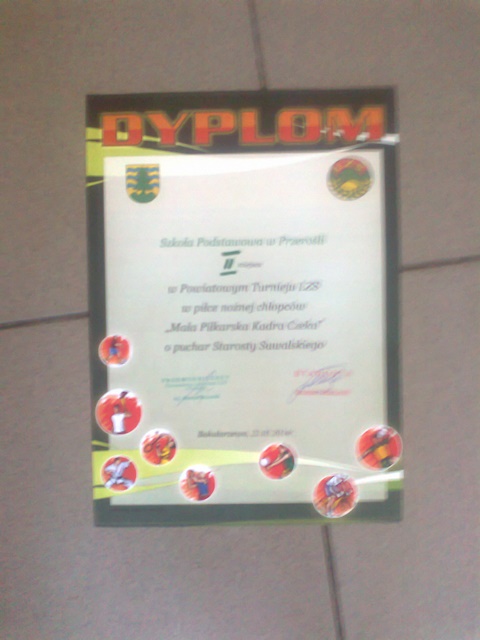 DYPLOM
Szkoła Podstawowa w Przerośli
II miejsce
w Powiatowym Turnieju LZS
w piłce nożnej chłopców
„Mała Piłkarska Kadra Czeka"
o puchar Starosty Suwalskiego